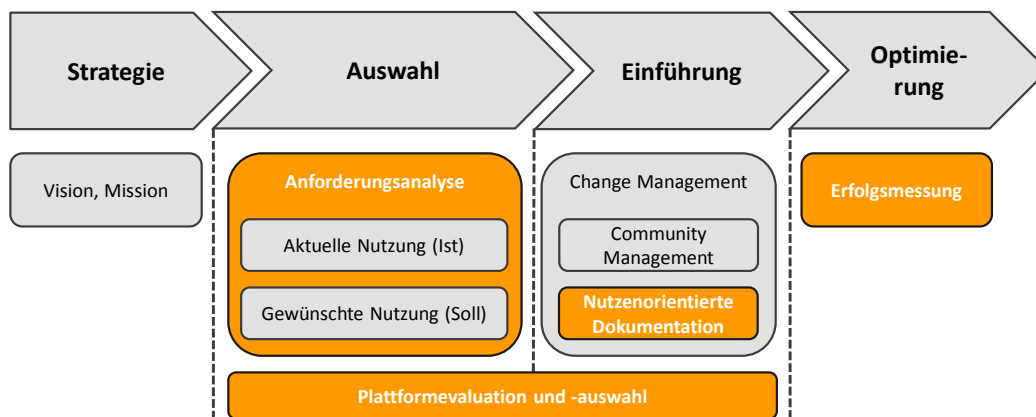 Strategie
Auswahl
Einführung
Optimie-
rung
Vision, Mission
Anforderungsanalyse
Aktuelle Nutzung (Ist)
Gewünschte Nutzung (Soll)
Change Management
Community
Management
Nutzenorientierte
Dokumentation
Erfolgsmessung
Plattformevaluation und -auswahl